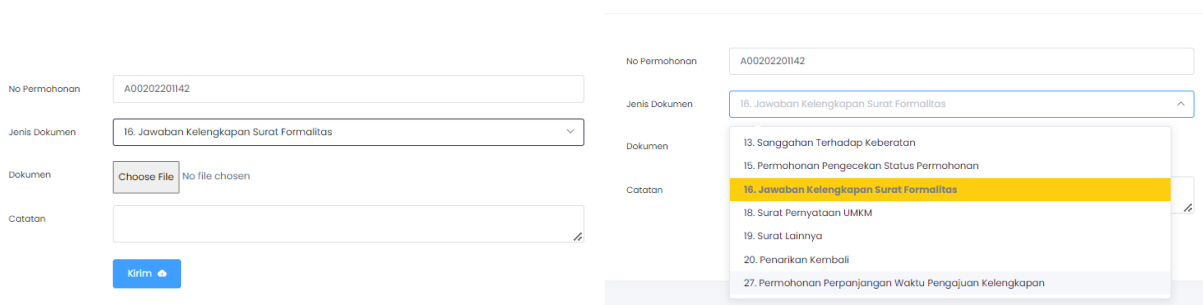 No Permohonan
A00202201142
Jenis Dokumen
16. Jawaban Kelengkapan Surat Formalitas
Dokumen
Choose File No file chosen
Catatan
Kirim
No Permohonan
A00202201142
Jenis Dokumen
16. Jawaban Kelengkapan Surat Formalitas
Dokumen
Catatan
13. Sanggahan Terhadap Keberatan
15. Permohonan Pengecekan Status Permohonan
16. Jawaban Kelengkapan Surat Formalitas
18. Surat Pernyataan UMKM
19. Surat Lainnya
20. Penarikan Kembali
27. Permohonan Perpanjangan Waktu Pengajuan Kelengkapan